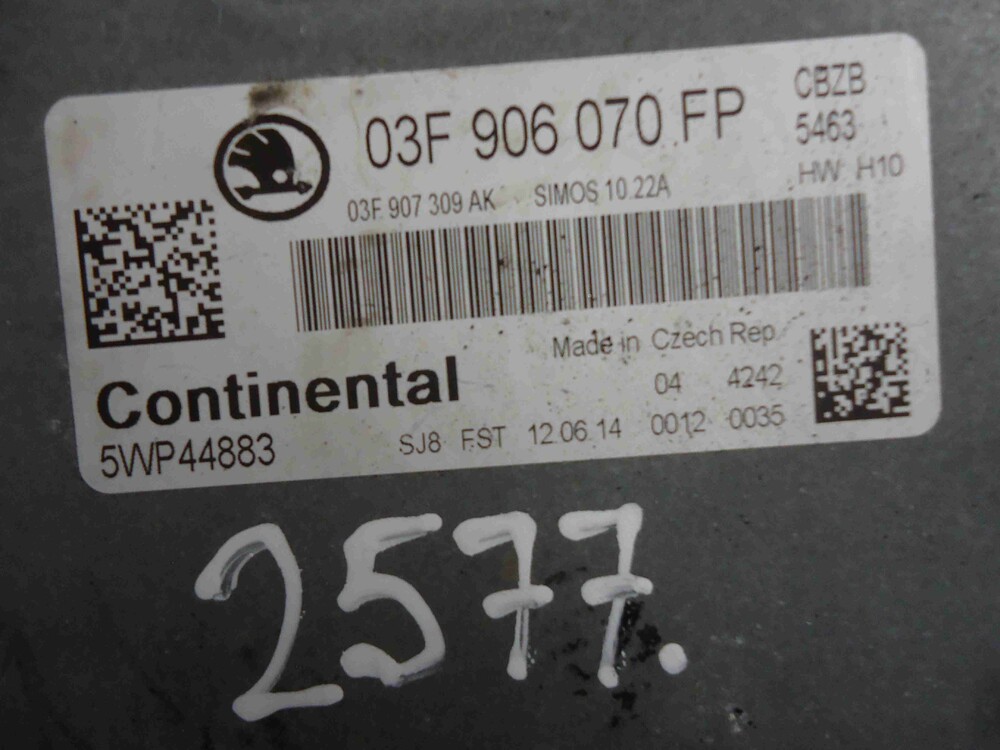 03F 906 070 FP
CBZB
5463
HW H10
03F 907 309 AK SIMOS 10.22A
Made in Czech Rep
04 4242
Continental
5WP44883
SJ8 FST 12.06.14 0012 0035
2577.